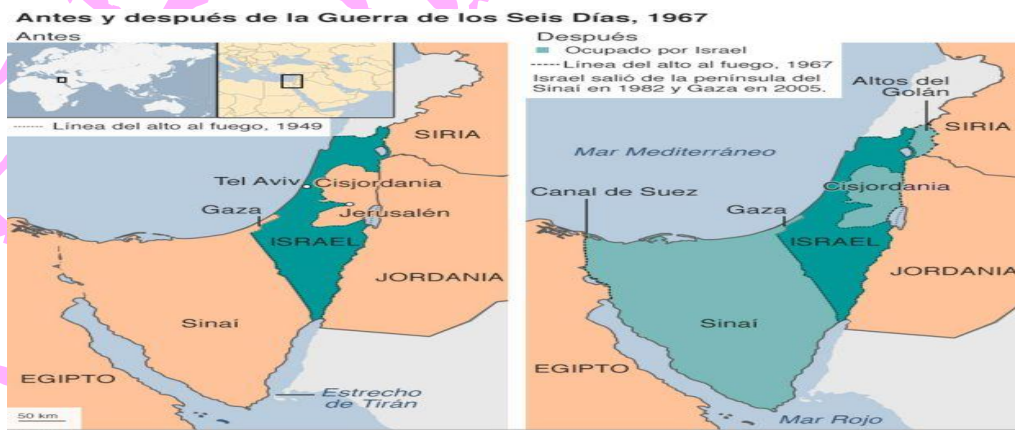 Antes y después de la Guerra de los Seis Días, 1967
Antes
Línea del alto al fuego, 1949
SIRIA
Tel Aviv
Cisjordania
Gaza
Jerusalén
ISRAEL
JORDANIA
Sinaí
EGIPTO
Estrecho
de Tirán
50 km
Después
Ocupado por Israel
Línea del alto al fuego, 1967
Israel salió de la península del
Sinaí en 1982 y Gaza en 2005.
Altos del
Golán
SIRIA
Mar Mediterráneo
Canal de Suez
Cisjordania
Gaza
ISRAEL
JORDANIA
Sinaí
EGIPTO
Mar Rojo